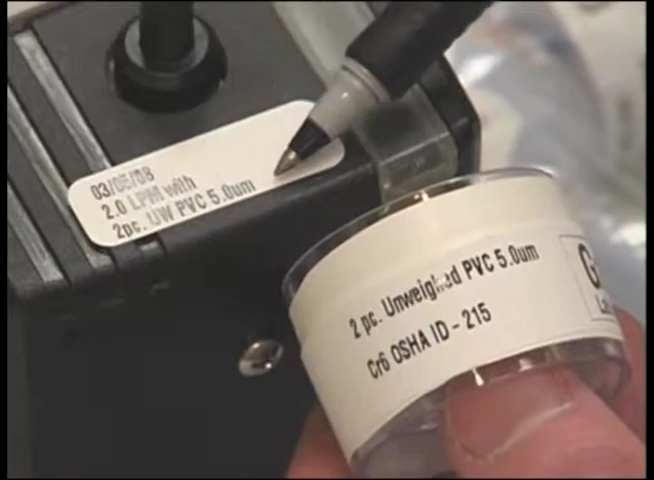 03/05/08
2.0 LPM with
2pc. UW PVC 5.0um
2 pc. Unweighed PVC 5.0um
Cr6 OSHA ID - 215